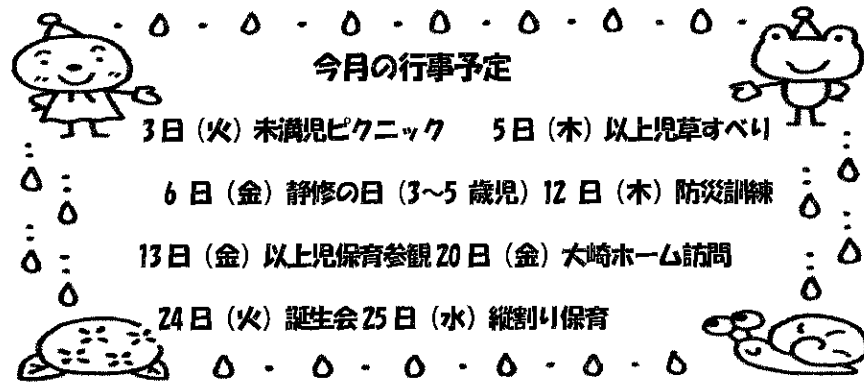 今月の行事予定
3日（火）未満児ピクニック　　5日（木）以上児草すべり
6日（金）静修の日（3～5歳児）12日（木）防災訓練
13日（金）以上児保育参観 20日（金）大崎ホーム訪問
24日（火）誕生会 25日（水）縦割り保育